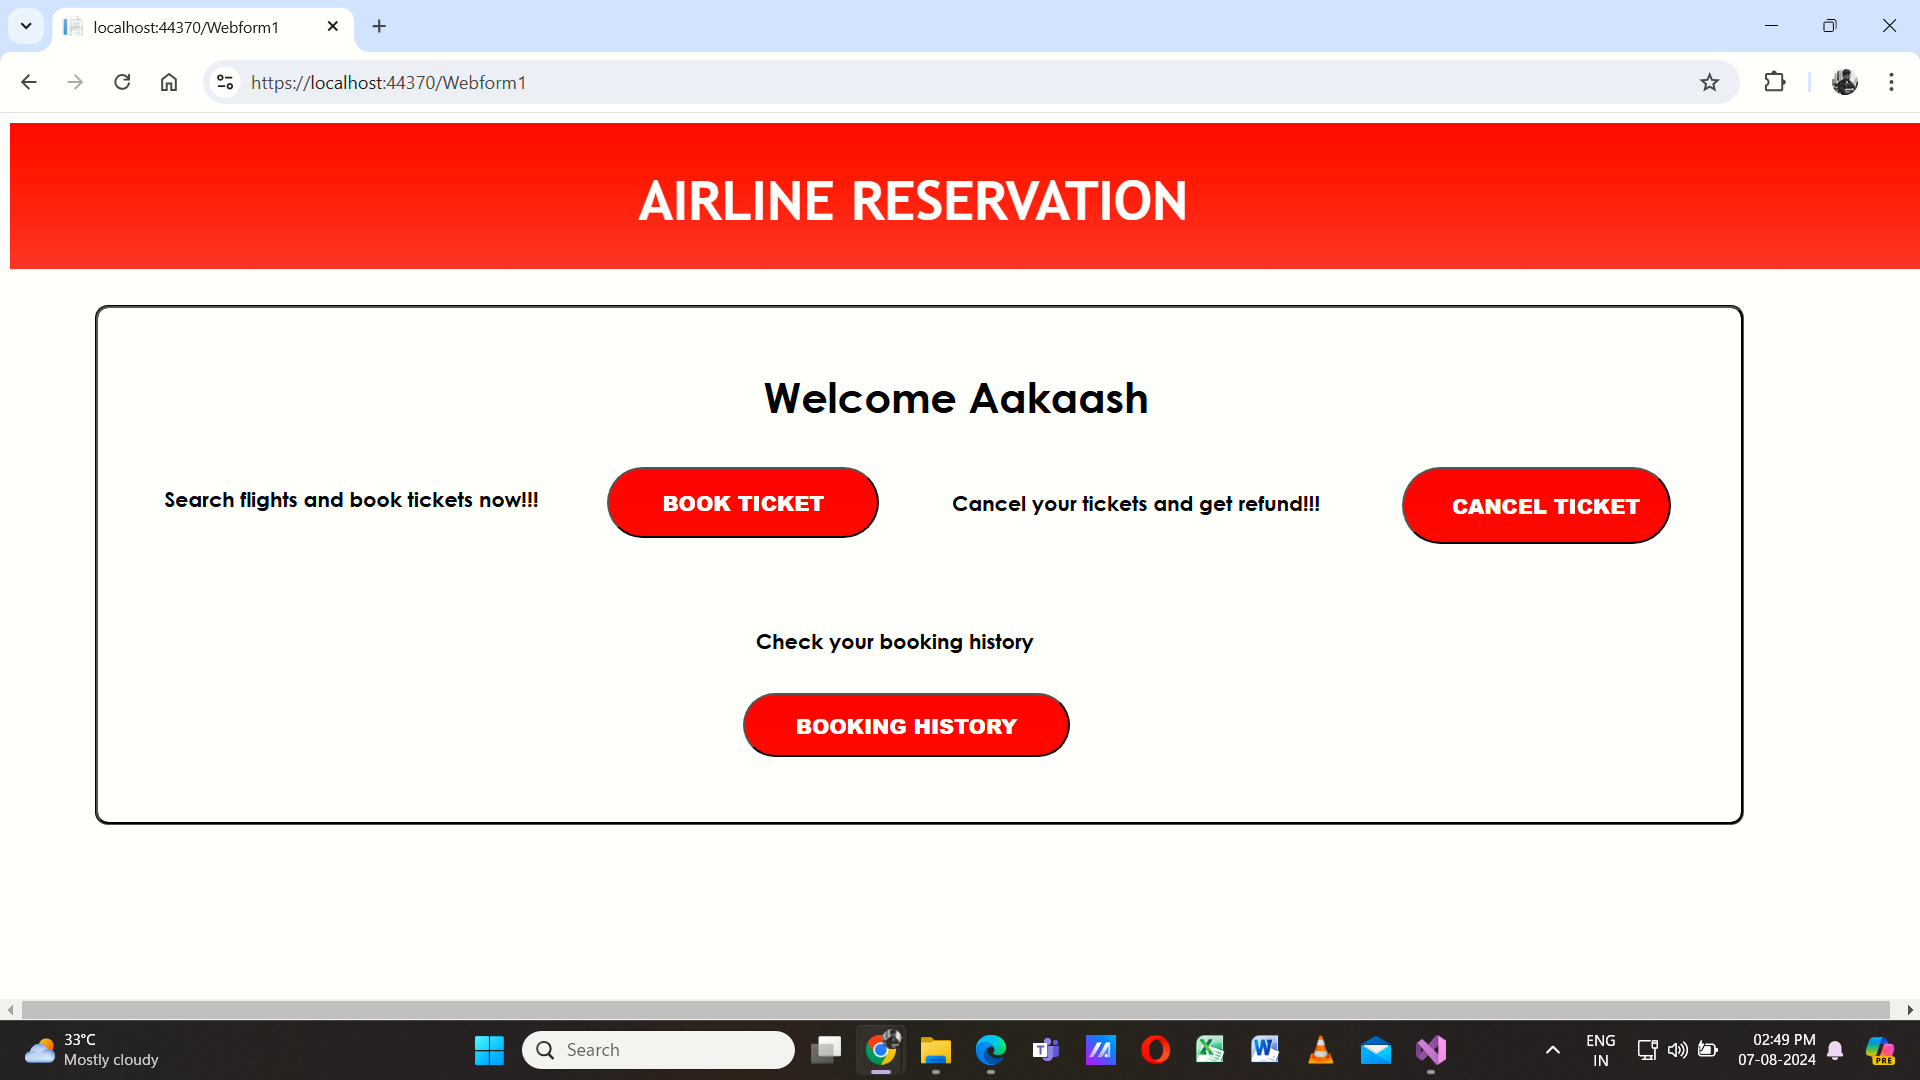 localhost:44370/Webform1
https://localhost:44370/Webform1
AIRLINE RESERVATION
Welcome Aakaash
Search flights and book tickets now!!!
BOOK TICKET
Cancel your tickets and get refund!!!
CANCEL TICKET
Check your booking history
BOOKING HISTORY
33°C
Mostly cloudy
Search
ENG
IN
02:49 PM
07-08-2024
PRE